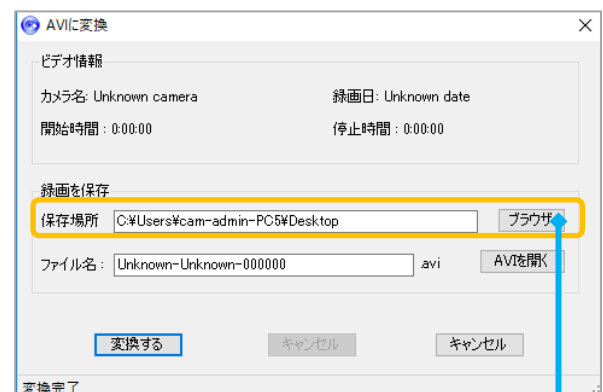 AVIに変換
ビデオ情報
カメラ名: Unknown camera 録画日: Unknown date
開始時間 : 0:00:00 停止時間 : 0:00:00
録画を保存
保存場所 C:¥Users¥cam-admin-PC5¥Desktop ブラウザ
ファイル名 : Unknown-Unknown-000000 .avi AVIを開く
変換する キャンセル キャンセル
変換完了